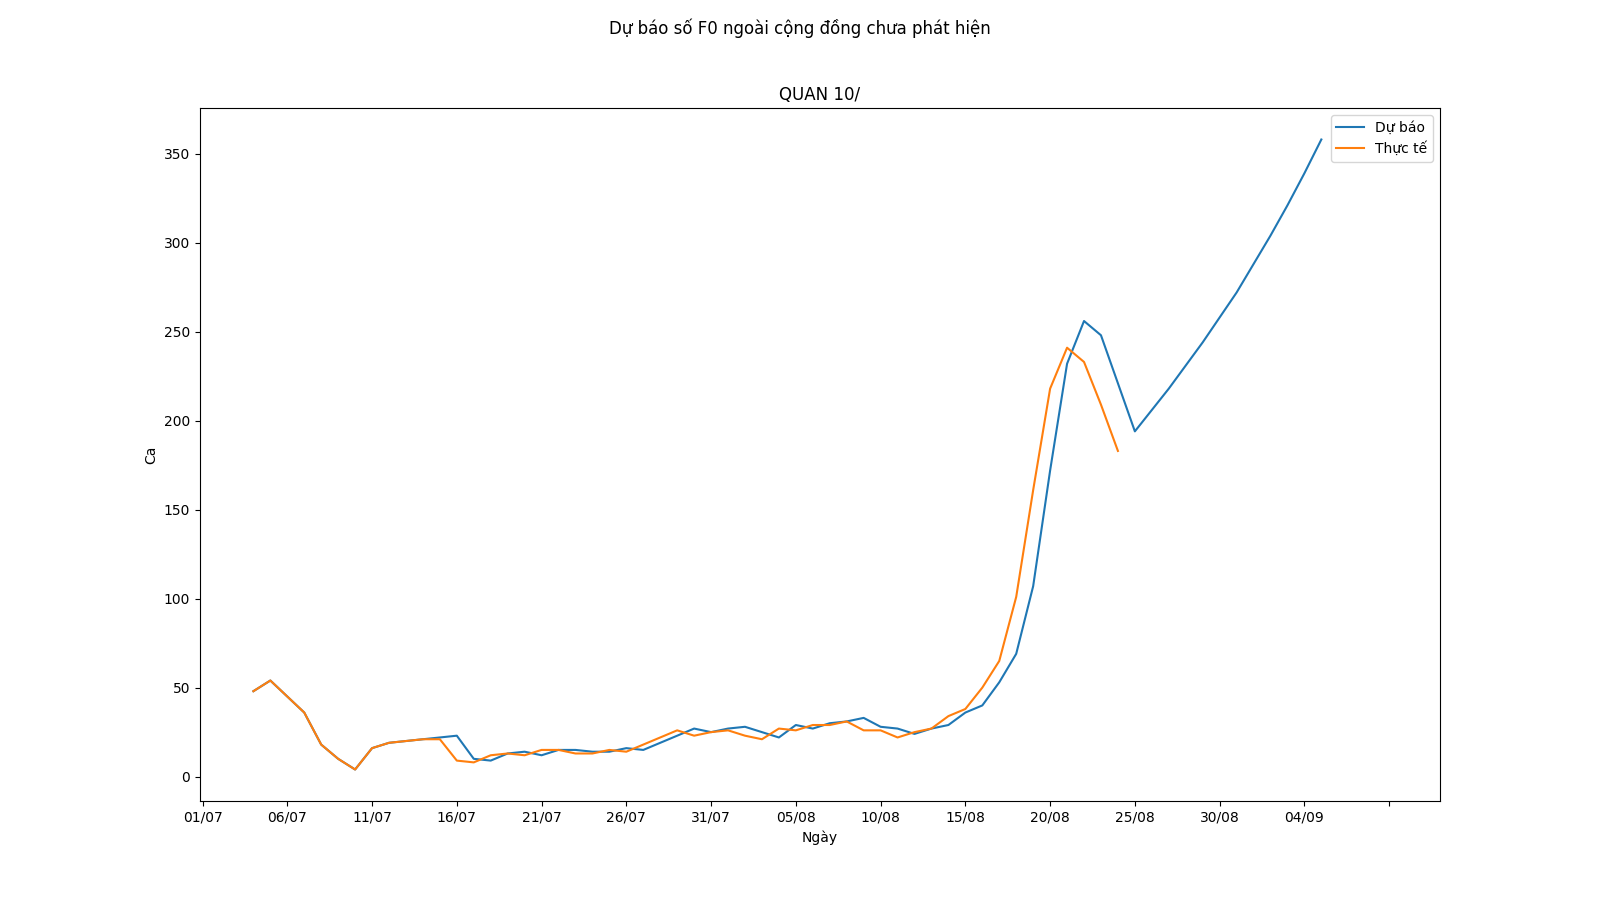 Dự báo số F0 ngoài cộng đồng chưa phát hiện
QUAN 10/
Dự báo
Thực tế
350
300
250
200
150
100
50
0
Ca
01/07 06/07 11/07 16/07 21/07 26/07 31/07 05/08 10/08 15/08 20/08 25/08 30/08 04/09
Ngày